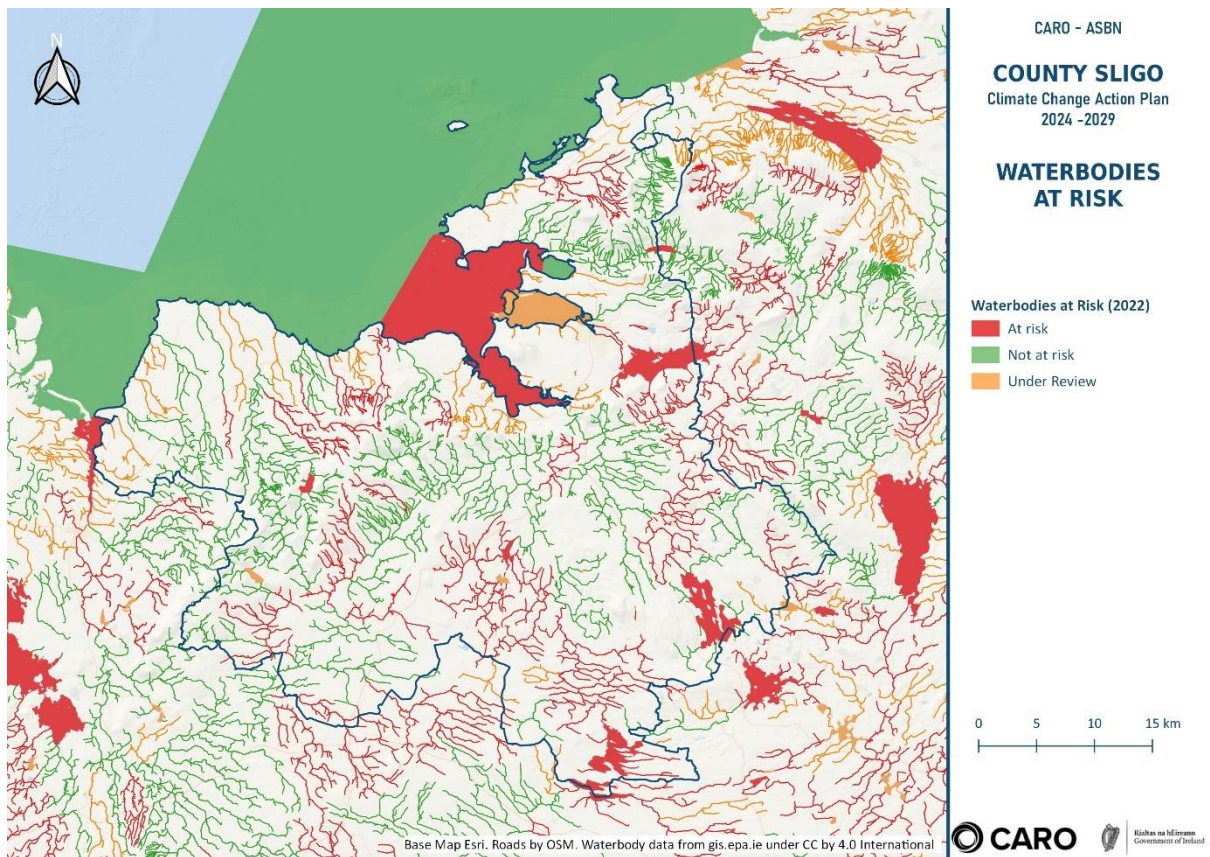 N
CARO - ASBN
COUNTY SLIGO
Climate Change Action Plan
2024 -2029
WATERBODIES
AT RISK
Waterbodies at Risk (2022)
At risk
Not at risk
Under Review
0 5 10 15 km
Base Map Esri. Roads by OSM. Waterbody data from gis.epa.ie under CC by 4.0 International
CARO
Rialtas na hÉireann
Government of Ireland